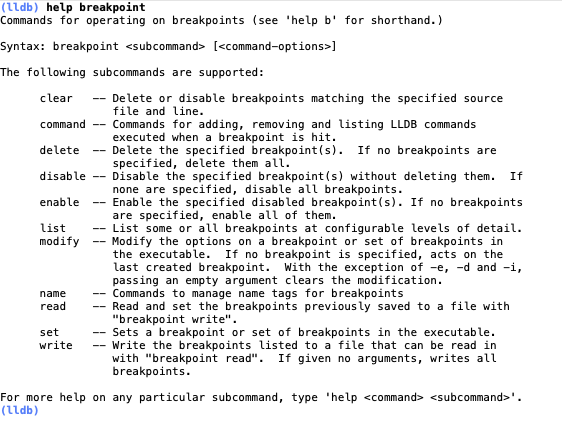 (lldb) help breakpoint
Commands for operating on breakpoints (see 'help b' for shorthand.)
Syntax: breakpoint <subcommand> [<command-options>]
The following subcommands are supported:
clear -- Delete or disable breakpoints matching the specified source
file and line.
command -- Commands for adding, removing and listing LLDB commands
executed when a breakpoint is hit.
delete -- Delete the specified breakpoint(s).  If no breakpoints are
specified, delete them all.
disable -- Disable the specified breakpoint(s) without deleting them.  If
none are specified, disable all breakpoints.
enable -- Enable the specified disabled breakpoint(s). If no breakpoints
are specified, enable all of them.
list -- List some or all breakpoints at configurable levels of detail.
modify -- Modify the options on a breakpoint or set of breakpoints in
the executable.  If no breakpoint is specified, acts on the
last created breakpoint.  With the exception of -e, -d and -i,
passing an empty argument clears the modification.
name -- Commands to manage name tags for breakpoints
read -- Read and set the breakpoints previously saved to a file with
"breakpoint write".
set -- Sets a breakpoint or set of breakpoints in the executable.
write -- Write the breakpoints listed to a file that can be read in
with "breakpoint read".  If given no arguments, writes all
breakpoints.
For more help on any particular subcommand, type 'help <command> <subcommand>'.
(lldb)